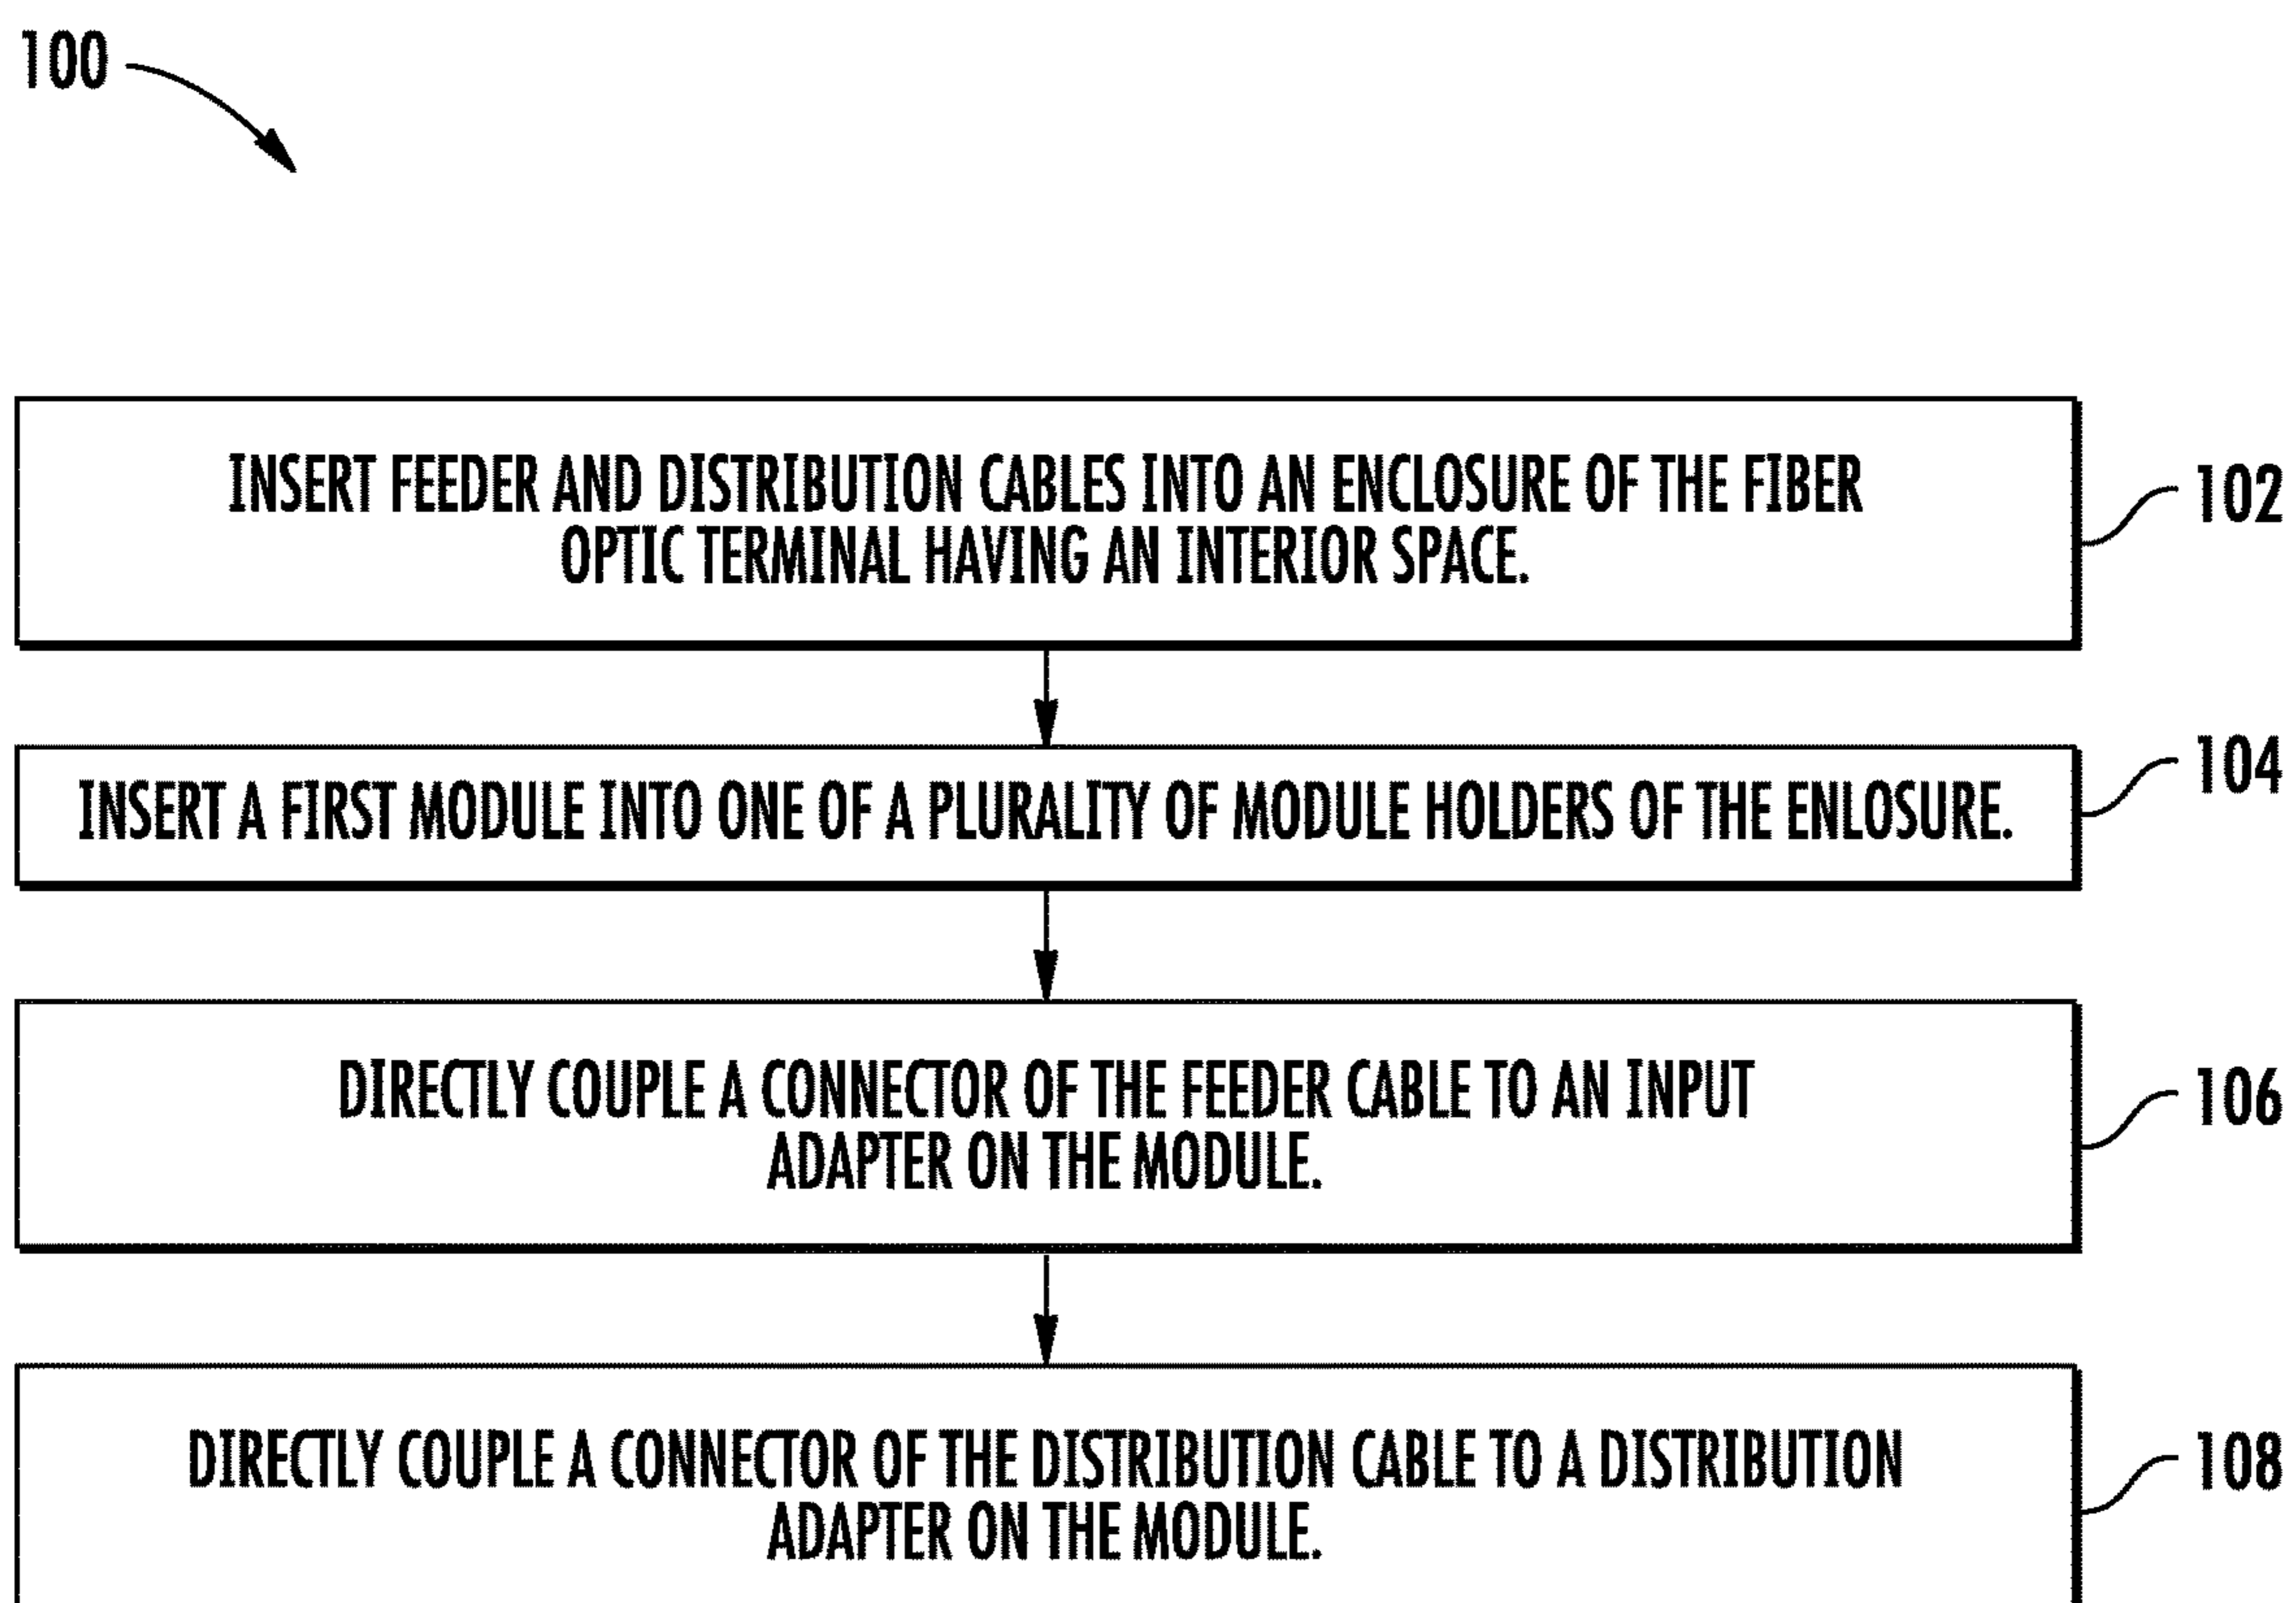 100
INSERT FEEDER AND DISTRIBUTION CABLES INTO AN ENCLOSURE OF THE FIBER
OPTIC TERMINAL HAVING AN INTERIOR SPACE.
102
INSERT A FIRST MODULE INTO ONE OF A PLURALITY OF MODULE HOLDERS OF THE ENLOSURE.
104
DIRECTLY COUPLE A CONNECTOR OF THE FEEDER CABLE TO AN INPUT
ADAPTER ON THE MODULE.
106
DIRECTLY COUPLE A CONNECTOR OF THE DISTRIBUTION CABLE TO A DISTRIBUTION
ADAPTER ON THE MODULE.
108